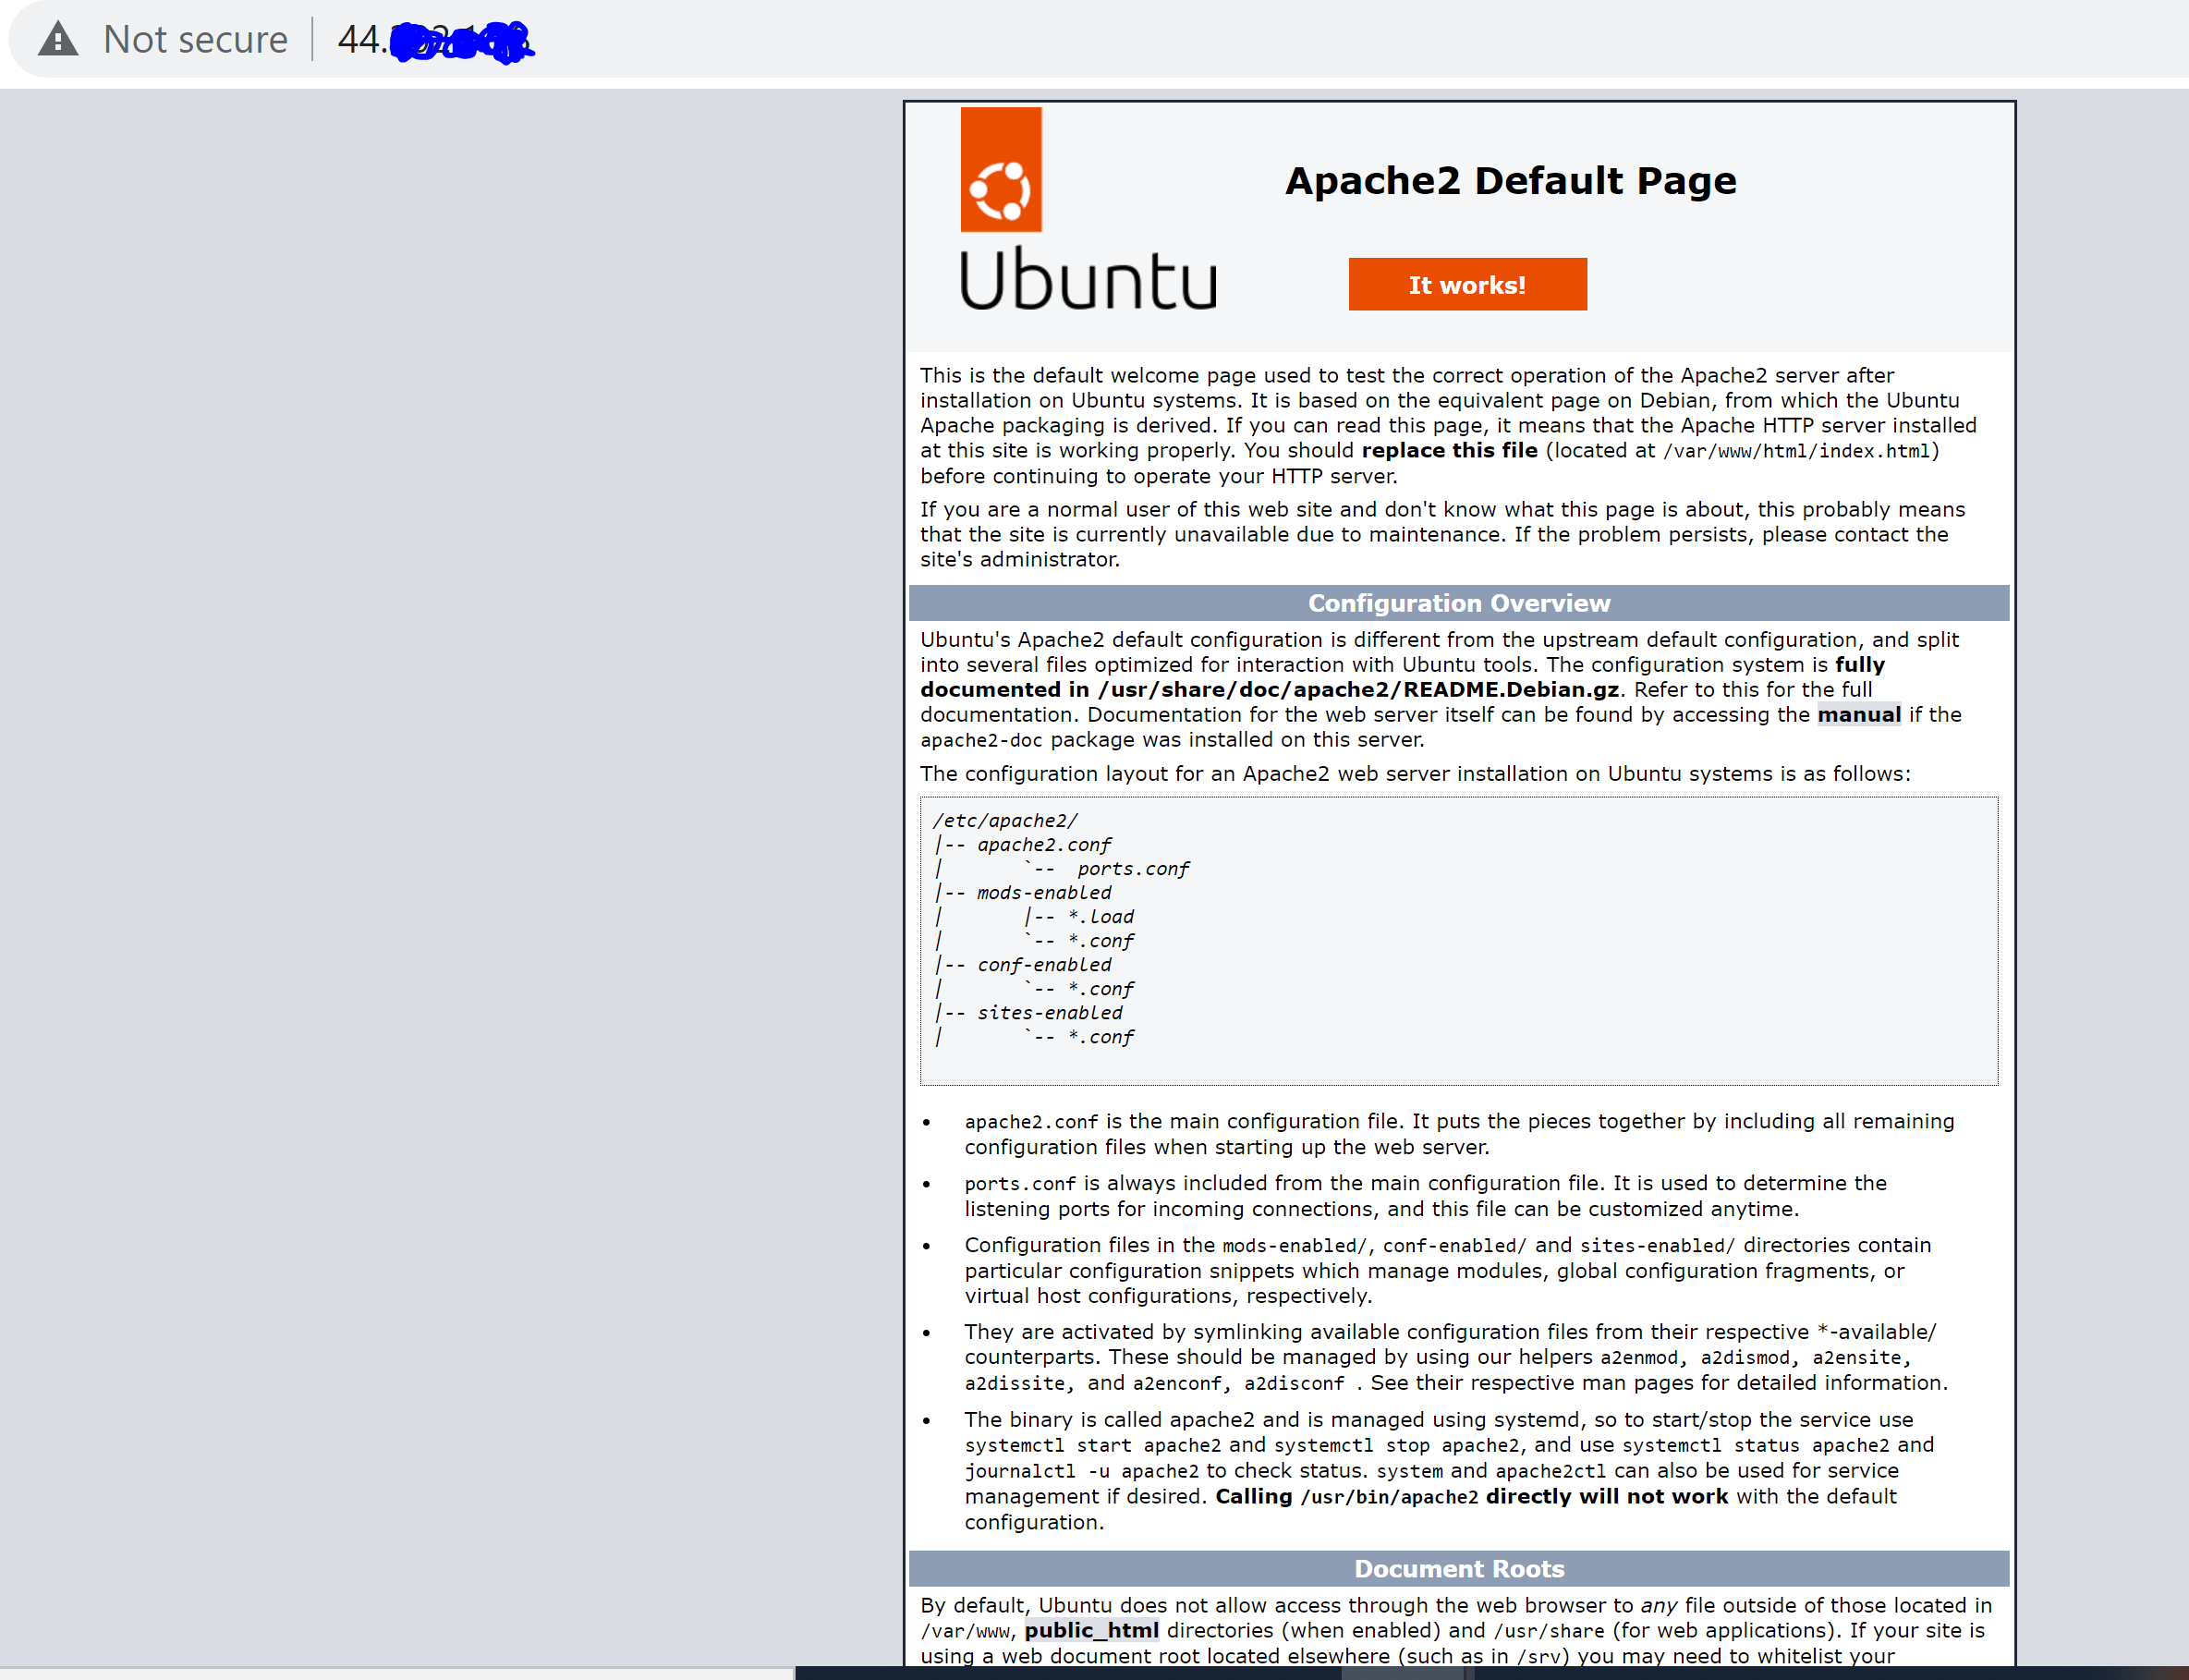 Not secure
44.
Apache2 Default Page
Ubuntu
It works!
This is the default welcome page used to test the correct operation of the Apache2 server after
installation on Ubuntu systems. It is based on the equivalent page on Debian, from which the Ubuntu
Apache packaging is derived. If you can read this page, it means that the Apache HTTP server installed
at this site is working properly. You should replace this file (located at /var/www/html/index.html)
before continuing to operate your HTTP server.
If you are a normal user of this web site and don't know what this page is about, this probably means
that the site is currently unavailable due to maintenance. If the problem persists, please contact the
site's administrator.
Configuration Overview
Ubuntu's Apache2 default configuration is different from the upstream default configuration, and split
into several files optimized for interaction with Ubuntu tools. The configuration system is fully
documented in /usr/share/doc/apache2/README.Debian.gz. Refer to this for the full
documentation. Documentation for the web server itself can be found by accessing the manual if the
apache2-doc package was installed on this server.
The configuration layout for an Apache2 web server installation on Ubuntu systems is as follows:
/etc/apache2/
|-- apache2.conf
|       `--  ports.conf
|-- mods-enabled
|       |-- *.load
|       `-- *.conf
|-- conf-enabled
|       `-- *.conf
|-- sites-enabled
|       `-- *.conf
• apache2.conf is the main configuration file. It puts the pieces together by including all remaining
configuration files when starting up the web server.
• ports.conf is always included from the main configuration file. It is used to determine the
listening ports for incoming connections, and this file can be customized anytime.
• Configuration files in the mods-enabled/, conf-enabled/ and sites-enabled/ directories contain
particular configuration snippets which manage modules, global configuration fragments, or
virtual host configurations, respectively.
• They are activated by symlinking available configuration files from their respective *-available/
counterparts. These should be managed by using our helpers a2enmod, a2dismod, a2ensite,
a2dissite, and a2enconf, a2disconf . See their respective man pages for detailed information.
• The binary is called apache2 and is managed using systemd, so to start/stop the service use
systemctl start apache2 and systemctl stop apache2, and use systemctl status apache2 and
journalctl -u apache2 to check status. system and apache2ctl can also be used for service
management if desired. Calling /usr/bin/apache2 directly will not work with the default
configuration.
Document Roots
By default, Ubuntu does not allow access through the web browser to any file outside of those located in
/var/www, public_html directories (when enabled) and /usr/share (for web applications). If your site is
using a web document root located elsewhere (such as in /srv) you may need to whitelist your